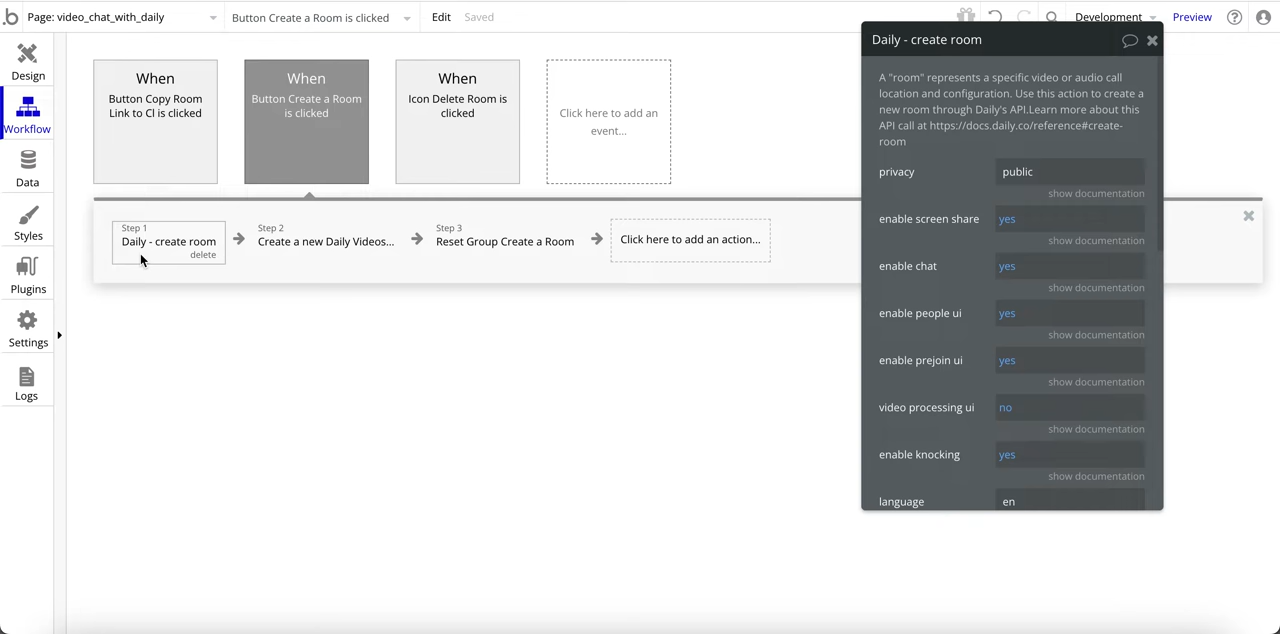 b
Page: video_chat_with_daily
Button Create a Room is clicked
Edit
Saved
Development
Preview
?
Design
Workflow
Data
Styles
Plugins
Settings
Logs
When
Button Copy Room
Link to Cl is clicked
When
Button Create a Room
is clicked
When
Icon Delete Room is
clicked
Click here to add an
event...
Step 1
Daily - create room
delete
Step 2
Create a new Daily Videos...
Step 3
Reset Group Create a Room
Click here to add an action...
Daily - create room
A "room" represents a specific video or audio call
location and configuration. Use this action to create a
new room through Daily's API.Learn more about this
API call at https://docs.daily.co/reference#create-
room
privacy
public
show documentation
enable screen share
yes
show documentation
enable chat
yes
show documentation
enable people ui
yes
show documentation
enable prejoin ui
yes
show documentation
video processing ui
no
show documentation
enable knocking
yes
show documentation
language
en